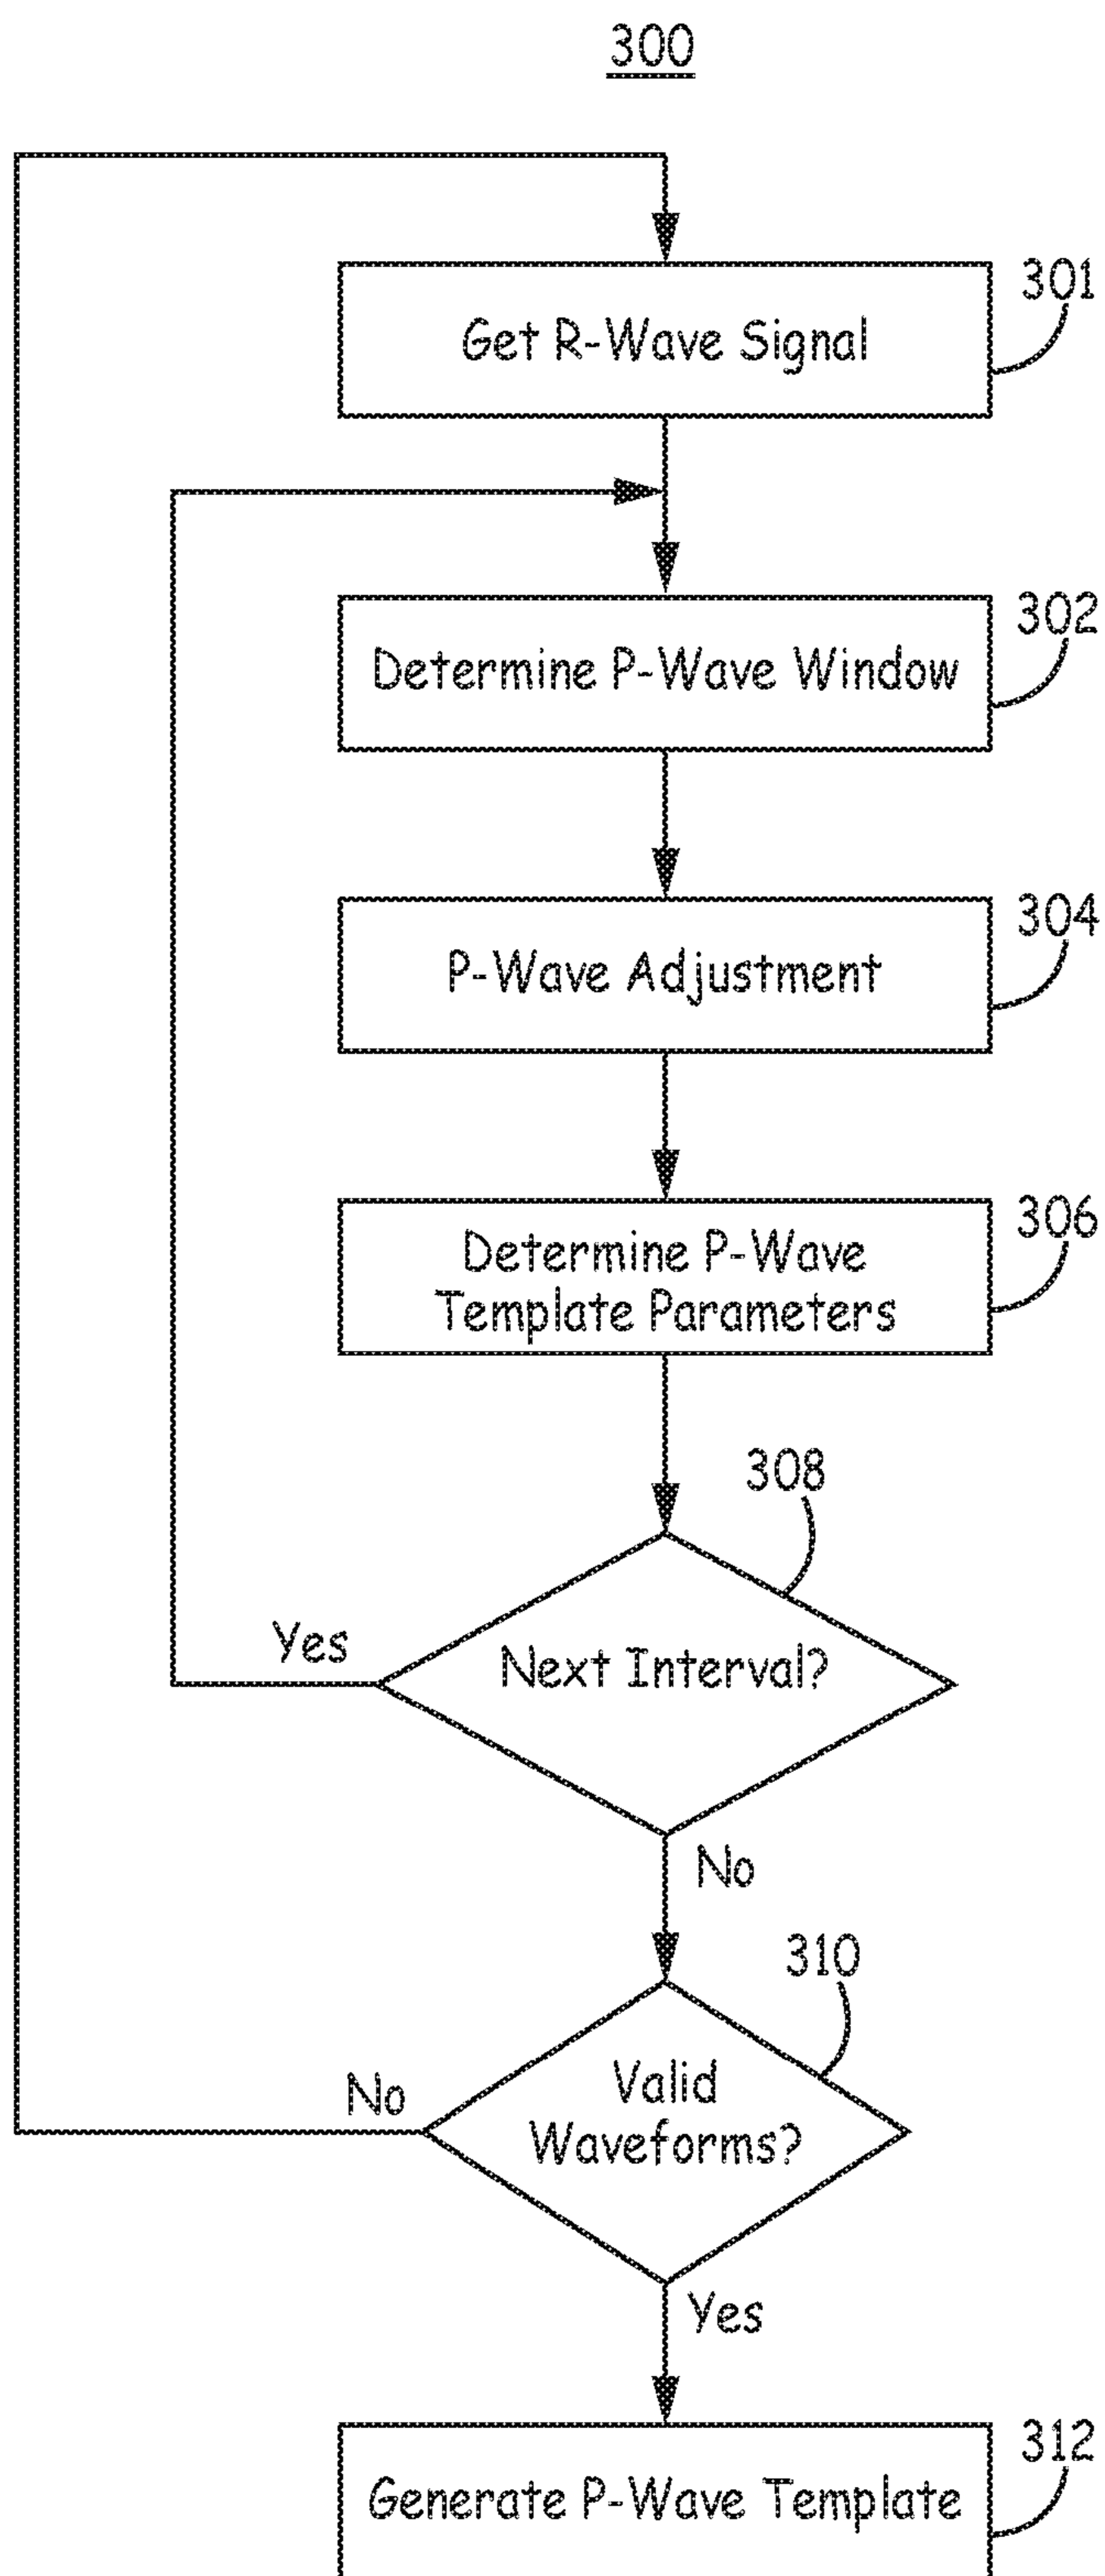 300
Get R-Wave Signal
301
Determine P-Wave Window
302
P-Wave Adjustment
304
Determine P-Wave
Template Parameters
306
308
Next Interval?
Yes
No
310
Valid
Waveforms?
No
Yes
Generate P-Wave Template
312